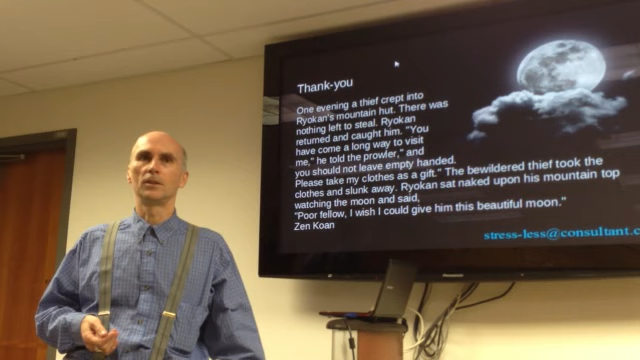 Thank-you
One evening a thief crept into
Ryokan's mountain hut. There was
nothing left to steal. Ryokan
returned and caught him. "You
have come a long way to visit
me," he told the prowler," and
you should not leave empty handed.
Please take my clothes as a gift." The bewildered thief took the
clothes and slunk away. Ryokan sat naked upon his mountain top
watching the moon and said,
"Poor fellow, I wish I could give him this beautiful moon."
Zen Koan
stress-less@consultant.c
Panasonic